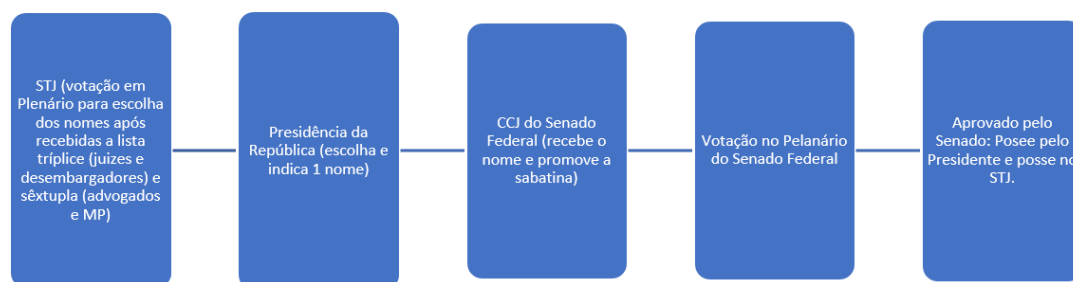 STJ (votação em
Plenário para escolha
dos nomes após
recebidas a lista
tríplice (juizes e
desembargadores) e
sêxtupla (advogados
e MP)
Presidência da
República (escolha e
indica 1 nome)
CCJ do Senado
Federal (recebe o
nome e promove a
sabatina)
Votação no Pelanário
do Senado Federal
Aprovado pelo
Senado: Posee pelo
Presidente e posse no
STJ.